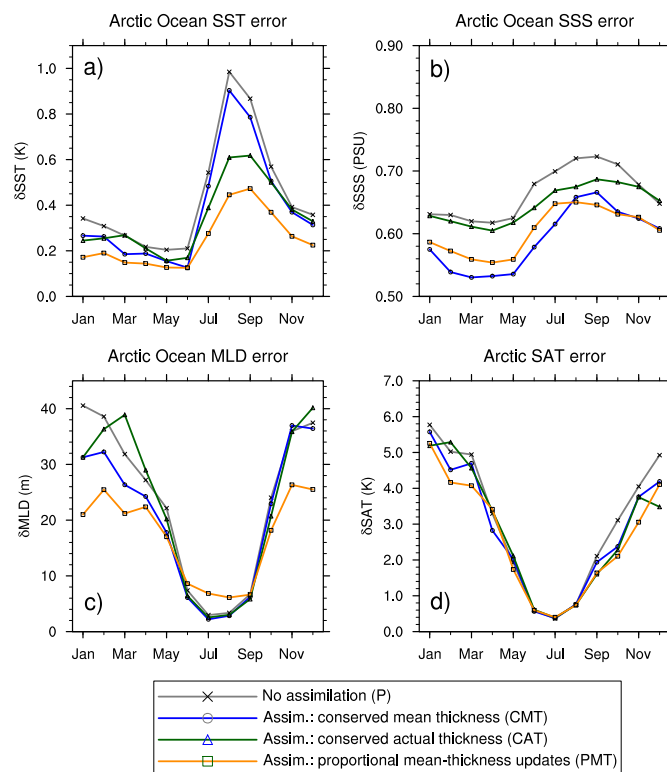 Arctic Ocean SST error
Arctic Ocean SSS error
a)
b)
δSST (K)
1.0
0.8
0.6
0.4
0.2
0.0
Jan Mar May Jul Sep Nov
δSSS (PSU)
0.90
0.80
0.70
0.60
0.50
Jan Mar May Jul Sep Nov
Arctic Ocean MLD error
Arctic SAT error
δMLD (m)
40
30
20
10
0
c)
Jan Mar May Jul Sep Nov
δSAT (K)
7.0
6.0
5.0
4.0
3.0
2.0
1.0
0.0
d)
Jan Mar May Jul Sep Nov
No assimilation (P)
Assim.: conserved mean thickness (CMT)
Assim.: conserved actual thickness (CAT)
Assim.: proportional mean-thickness updates (PMT)